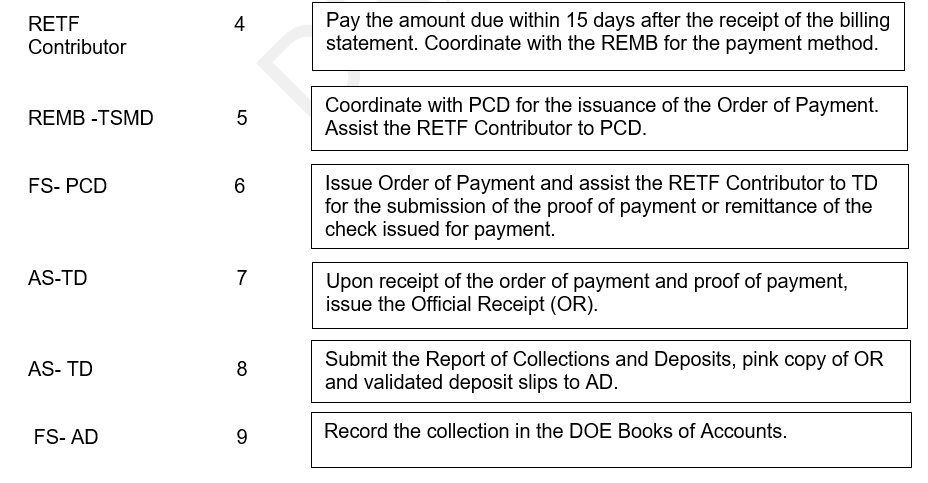 RETF 4 Pay the amount due within 15 days after the receipt of the billing
Contributor statement. Coordinate with the REMB for the payment method.
REMB -TSMD 5 Coordinate with PCD for the issuance of the Order of Payment.
Assist the RETF Contributor to PCD.
FS- PCD 6 Issue Order of Payment and assist the RETF Contributor to TD
for the submission of the proof of payment or remittance of the
check issued for payment.
AS-TD 7 Upon receipt of the order of payment and proof of payment,
issue the Official Receipt (OR).
AS- TD 8 Submit the Report of Collections and Deposits, pink copy of OR
and validated deposit slips to AD.
FS- AD 9 Record the collection in the DOE Books of Accounts.